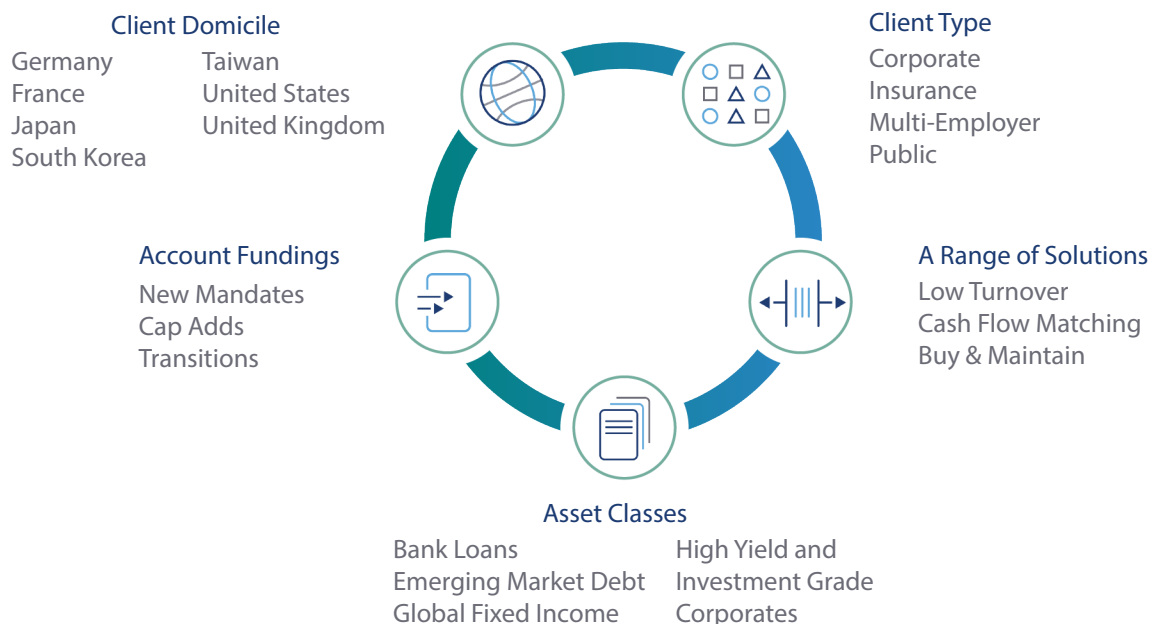 Client Domicile
Germany
France
Japan
South Korea
Taiwan
United States
United Kingdom
Client Type
Corporate
Insurance
Multi-Employer
Public
Account Fundings
New Mandates
Cap Adds
Transitions
A Range of Solutions
Low Turnover
Cash Flow Matching
Buy & Maintain
Asset Classes
Bank Loans
Emerging Market Debt
Global Fixed Income
High Yield and
Investment Grade
Corporates